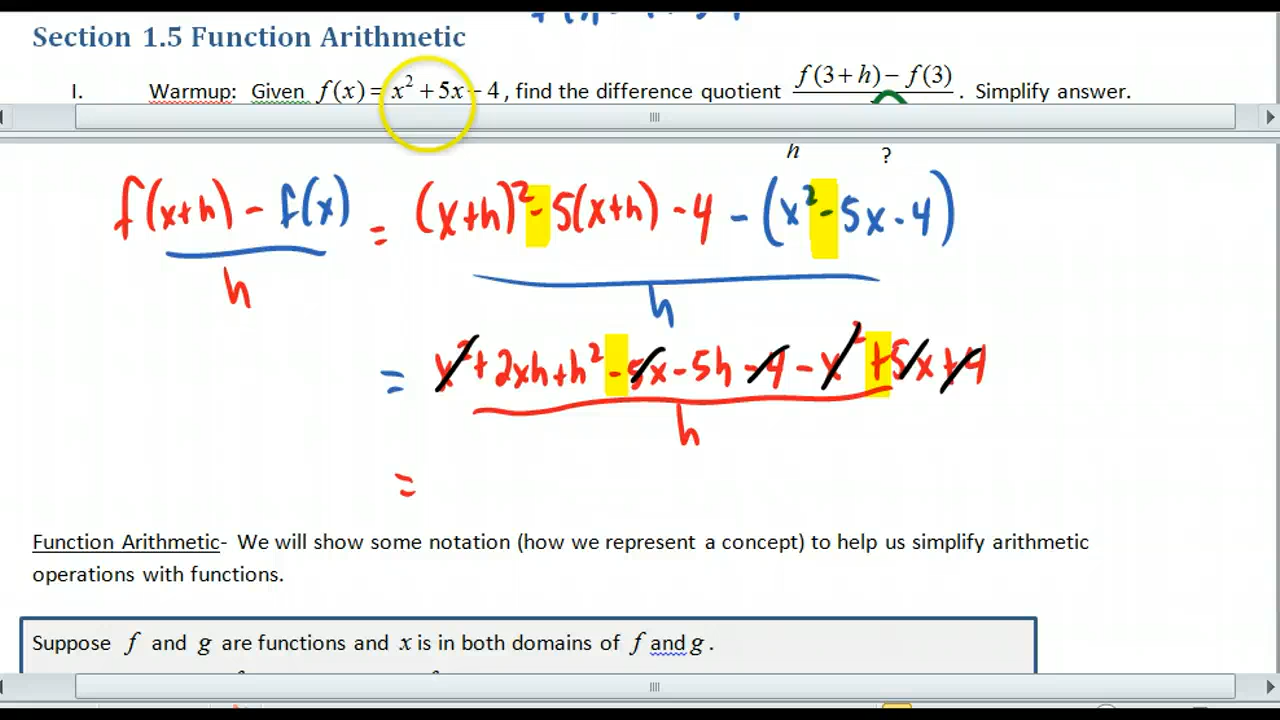 Section 1.5 Function Arithmetic
I. Warmup: Given f(x) = x² + 5x - 4, find the difference quotient f(3 + h) - f(3) / h. Simplify answer.
?
f(x+h) - f(x) / h = (x+h)² - 5(x+h) - 4 - (x² - 5x - 4) / h
= x² + 2xh + h² - 5x - 5h - 4 - x² + 5x + 4 / h
=
Function Arithmetic- We will show some notation (how we represent a concept) to help us simplify arithmetic
operations with functions.
Suppose f and g are functions and x is in both domains of f and g.